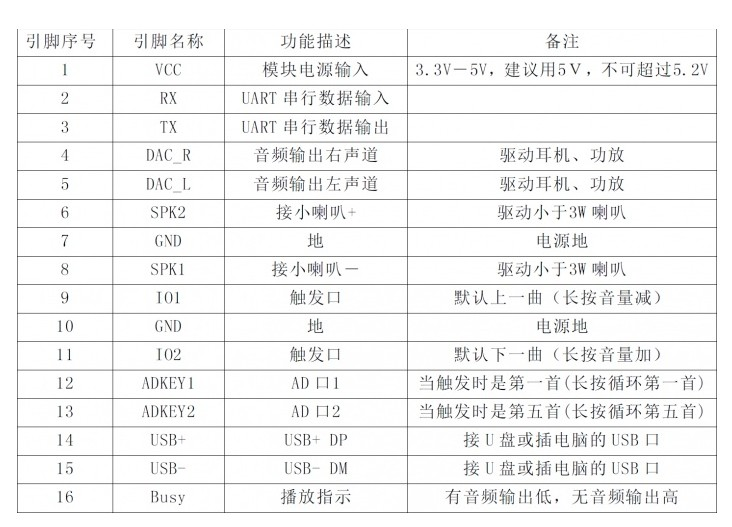 引脚序号 引脚名称 功能描述 备注
1 VCC 模块电源输入 3.3V－5V，建议用5V，不可超过5.2V
2 RX UART 串行数据输入
3 TX UART 串行数据输出
4 DAC_R 音频输出右声道 驱动耳机、功放
5 DAC_L 音频输出左声道 驱动耳机、功放
6 SPK2 接小喇叭+ 驱动小于3W 喇叭
7 GND 地 电源地
8 SPK1 接小喇叭－ 驱动小于3W 喇叭
9 IO1 触发口 默认上一曲（长按音量减）
10 GND 地 电源地
11 IO2 触发口 默认下一曲（长按音量加）
12 ADKEY1 AD 口1 当触发时是第一首(长按循环第一首)
13 ADKEY2 AD 口2 当触发时是第五首(长按循环第五首)
14 USB+ USB+ DP 接 U 盘或插电脑的 USB 口
15 USB- USB- DM 接 U 盘或插电脑的 USB 口
16 Busy 播放指示 有音频输出低，无音频输出高